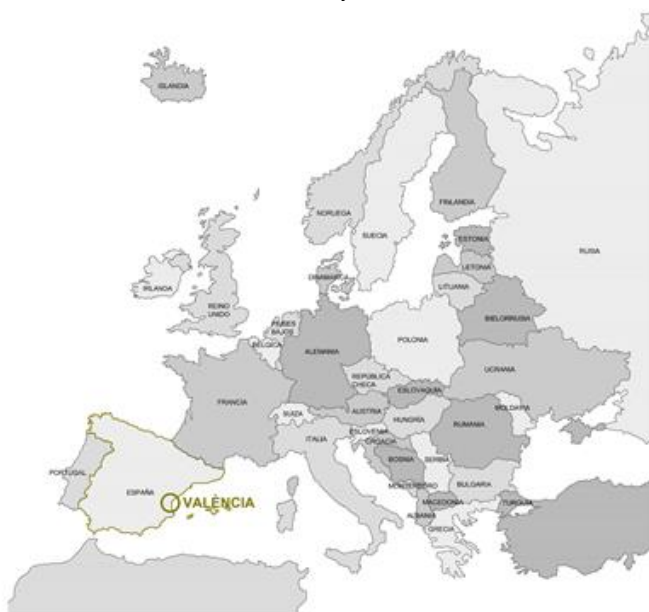 ISLANDIA
NORUEGA
SUECIA
FINLANDIA
RUSIA
ESTONIA
LETONIA
LITUANIA
DINAMARCA
IRLANDA
REINO
UNIDO
PAISES
BAJOS
BELGICA
ALEMANIA
POLONIA
BIELORRUSIA
UCRANIA
REPUBLICA
CHECA
ESLOVAQUIA
FRANCIA
SUIZA
AUSTRIA
HUNGRIA
MOLDAVIA
RUMANIA
ITALIA
ESLOVENIA
CROACIA
BOSNIA
SERBIA
MONTENEGRO
BULGARIA
PORTUGAL
ESPAÑA
VALÈNCIA
MACEDONIA
TURQUIA
ALBANIA
GRECIA